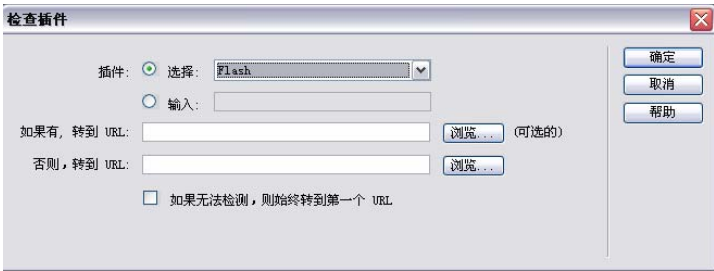 检查插件
插件: 选择: Flash
输入:
如果有, 转到 URL: 浏览... (可选的)
否则,转到 URL: 浏览...
如果无法检测,则始终转到第一个 URL
确定
取消
帮助